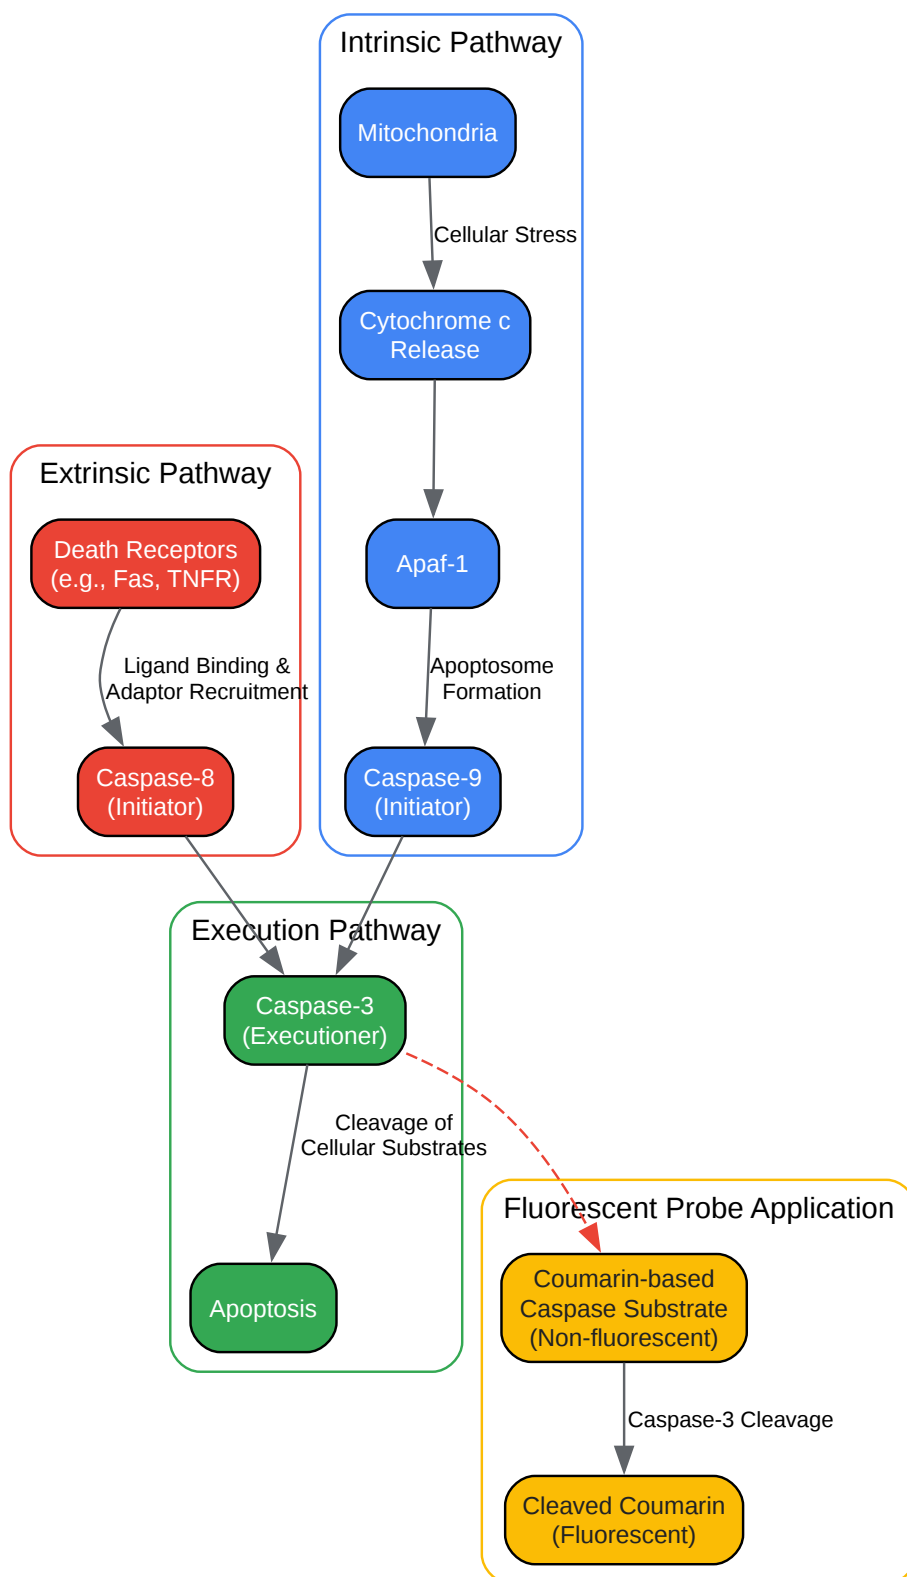 Intrinsic Pathway
Mitochondria
Cellular Stress
Cytochrome c
Release
Extrinsic Pathway
Death Receptors
(e.g., Fas, TNFR)
Apaf-1
Ligand Binding &
Adaptor Recruitment
Apoptosome
Formation
Caspase-8
(Initiator)
Caspase-9
(Initiator)
Execution Pathway
Caspase-3
(Executioner)
Cleavage of
Cellular Substrates
Apoptosis
Fluorescent Probe Application
Coumarin-based
Caspase Substrate
(Non-fluorescent)
Caspase-3 Cleavage
Cleaved Coumarin
(Fluorescent)